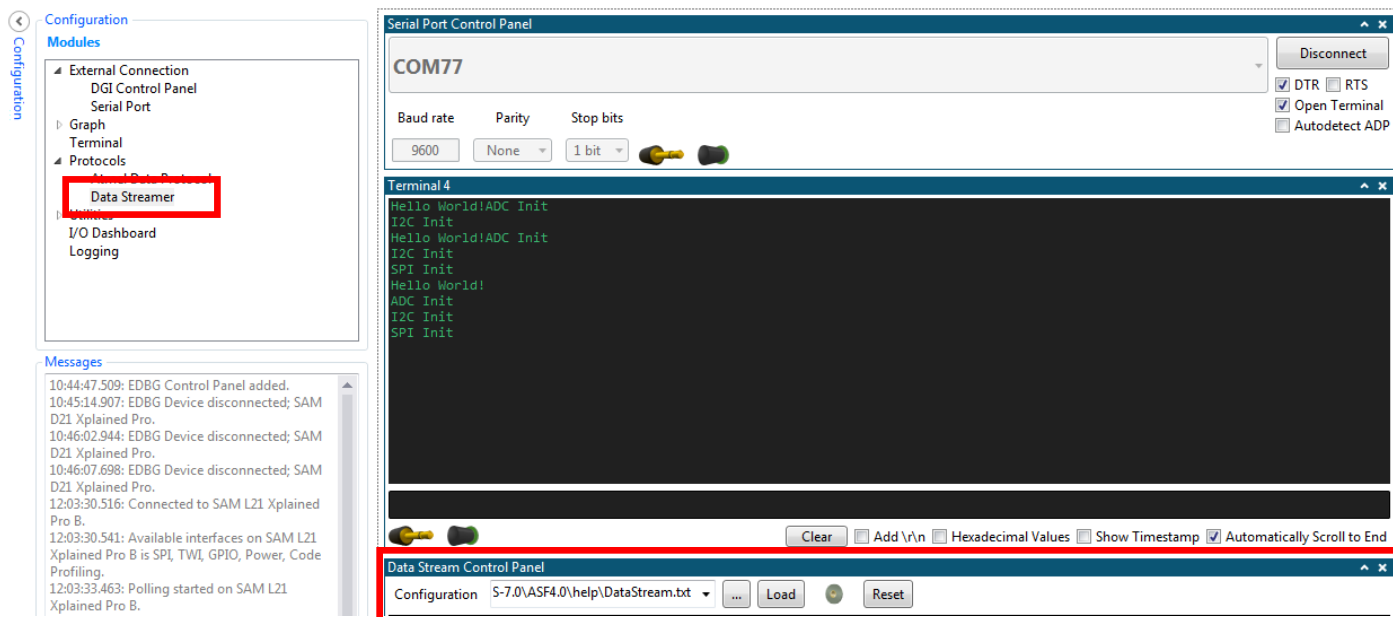 Configuration
Configuration
Modules
External Connection
DGI Control Panel
Serial Port
Graph
Terminal
Protocols
Atmel Data Protocol
Data Streamer
Utilities
I/O Dashboard
Logging
Messages
10:44:47.509: EDBG Control Panel added.
10:45:14.907: EDBG Device disconnected; SAM
D21 Xplained Pro.
10:46:02.944: EDBG Device disconnected; SAM
D21 Xplained Pro.
10:46:07.698: EDBG Device disconnected; SAM
D21 Xplained Pro.
12:03:30.516: Connected to SAM L21 Xplained
Pro B.
12:03:30.541: Available interfaces on SAM L21
Xplained Pro B is SPI, TWI, GPIO, Power, Code
Profiling.
12:03:33.463: Polling started on SAM L21
Xplained Pro B.
Serial Port Control Panel
COM77
Disconnect
DTR RTS
Open Terminal
Autodetect ADP
Baud rate Parity Stop bits
9600 None 1 bit
Terminal 4
Hello World!ADC Init
I2C Init
Hello World!ADC Init
I2C Init
SPI Init
Hello World!
ADC Init
I2C Init
SPI Init
Clear Add \r\n Hexadecimal Values Show Timestamp Automatically Scroll to End
Data Stream Control Panel
Configuration S-7.0\ASF4.0\help\DataStream.txt ... Load Reset